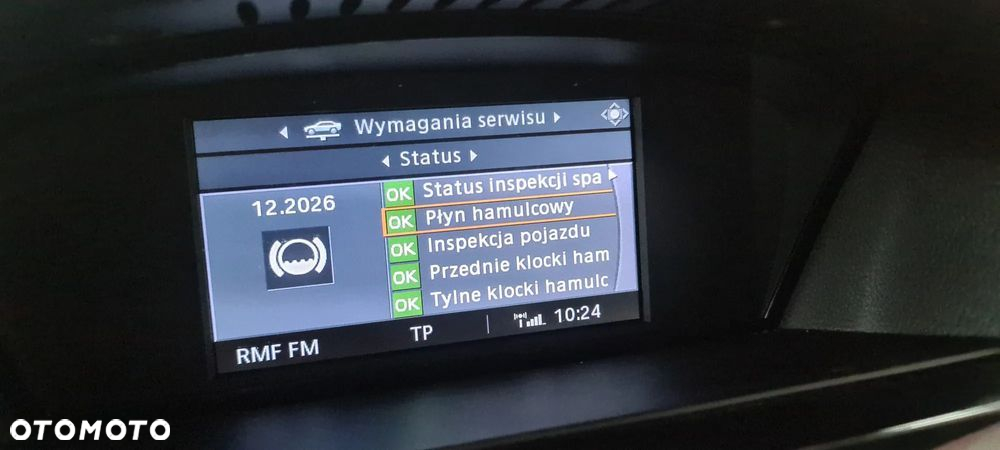 Wymagania serwisu
Status
12.2026
OK Status inspekcji spa
OK Płyn hamulcowy
OK Inspekcja pojazdu
OK Przednie klocki ham
OK Tylne klocki hamulc
RMF FM TP 10:24
OTOMOTO